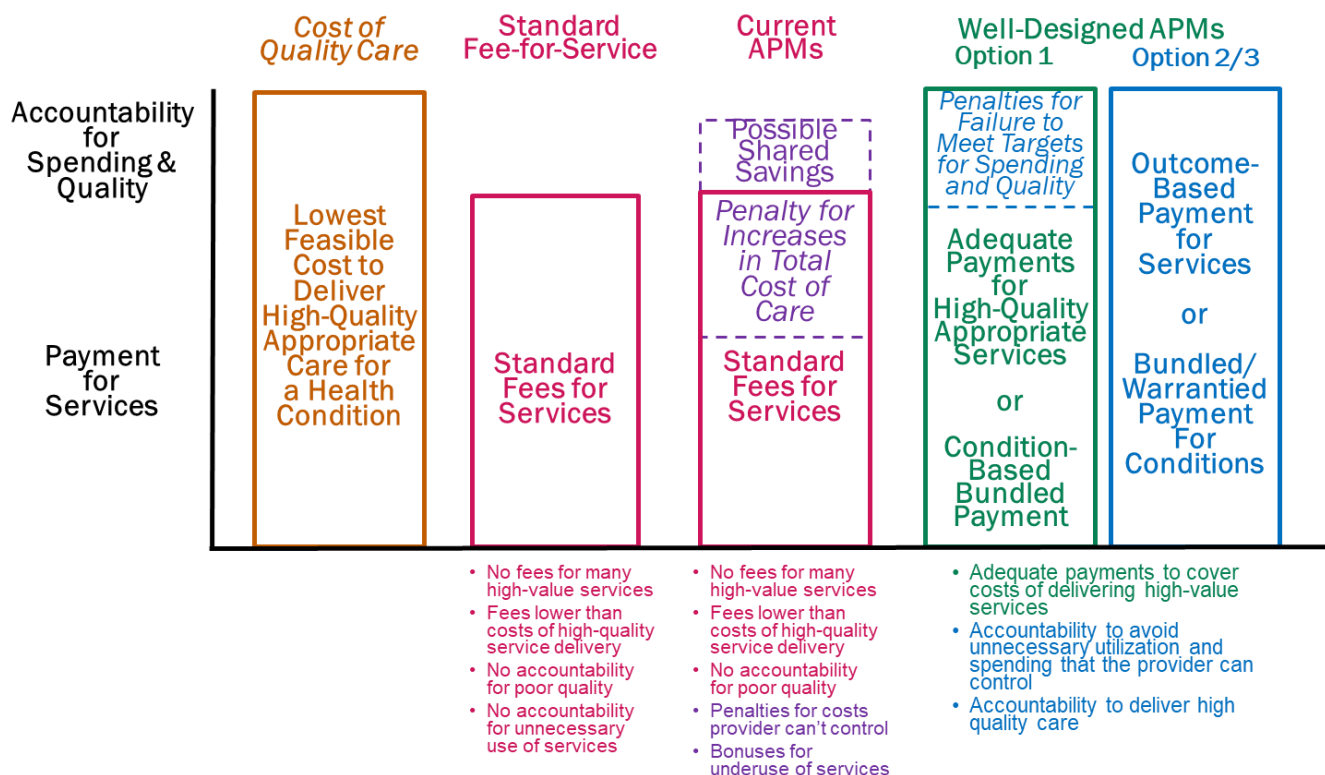 Cost of
Quality Care
Standard
Fee-for-Service
Current
APMs
Well-Designed APMs
Option 1
Option 2/3
Accountability
for
Spending &
Quality
Payment
for
Services
Lowest
Feasible
Cost to
Deliver
High-Quality
Appropriate
Care for
a Health
Condition
Standard
Fees for
Services
Possible
Shared
Savings
Penalty for
Increases
in Total
Cost of
Care
Standard
Fees for
Services
Penalties for
Failure to
Meet Targets
for Spending
and Quality
Adequate
Payments
for
High-Quality
Appropriate
Services
or
Condition-
Based
Bundled
Payment
Outcome-
Based
Payment
for
Services
or
Bundled/
Warrantied
Payment
For
Conditions
• No fees for many
high-value services
• Fees lower than
costs of high-quality
service delivery
• No accountability
for poor quality
• No accountability
for unnecessary
use of services
• No fees for many
high-value services
• Fees lower than
costs of high-quality
service delivery
• No accountability
for poor quality
• Penalties for costs
provider can't control
• Bonuses for
underuse of services
• Adequate payments to cover
costs of delivering high-value
services
• Accountability to avoid
unnecessary utilization and
spending that the provider can
control
• Accountability to deliver high
quality care